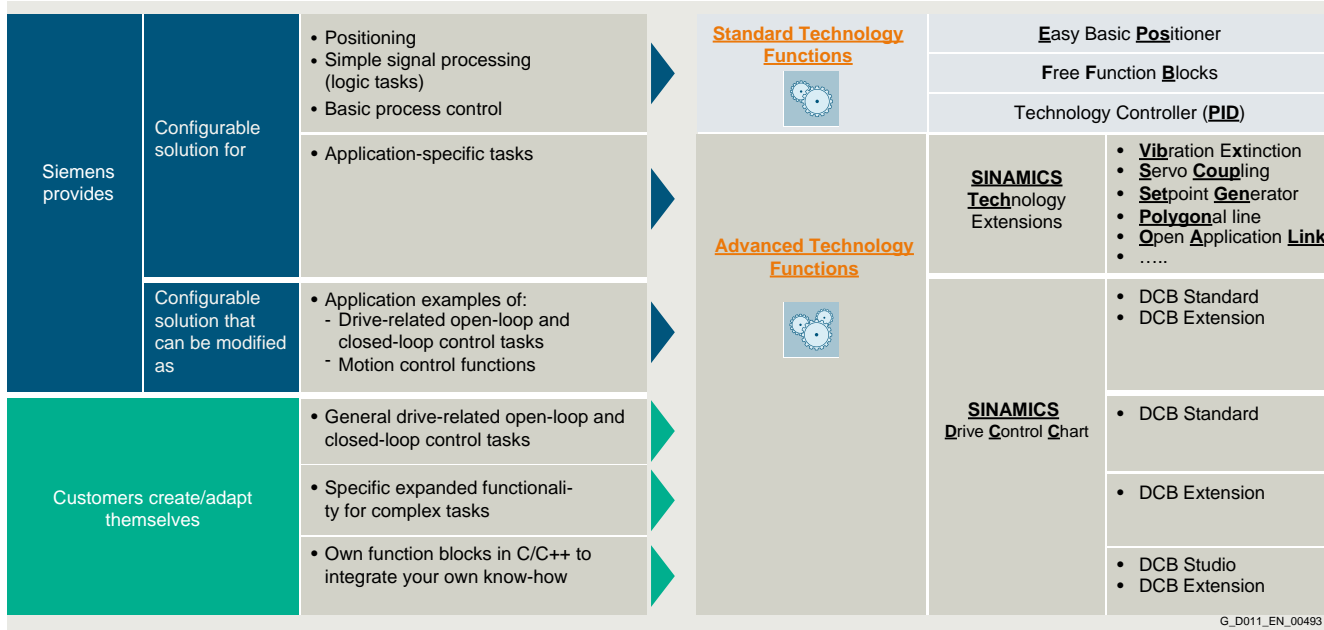 Siemens
provides
Configurable
solution for
• Positioning
• Simple signal processing
(logic tasks)
• Basic process control
• Application-specific tasks
Configurable
solution that
can be modified
as
• Application examples of:
- Drive-related open-loop and
closed-loop control tasks
- Motion control functions
Customers create/adapt
themselves
• General drive-related open-loop and
closed-loop control tasks
• Specific expanded functionali-
ty for complex tasks
• Own function blocks in C/C++ to
integrate your own know-how
Standard Technology
Functions
Easy Basic Positioner
Free Function Blocks
Technology Controller (PID)
Advanced Technology
Functions
SINAMICS
Technology
Extensions
• Vibration Extinction
• Servo Coupling
• Setpoint Generator
• Polygonal line
• Open Application Link
• …..
SINAMICS
Drive Control Chart
• DCB Standard
• DCB Extension
• DCB Standard
• DCB Extension
• DCB Studio
• DCB Extension
G_D011_EN_00493